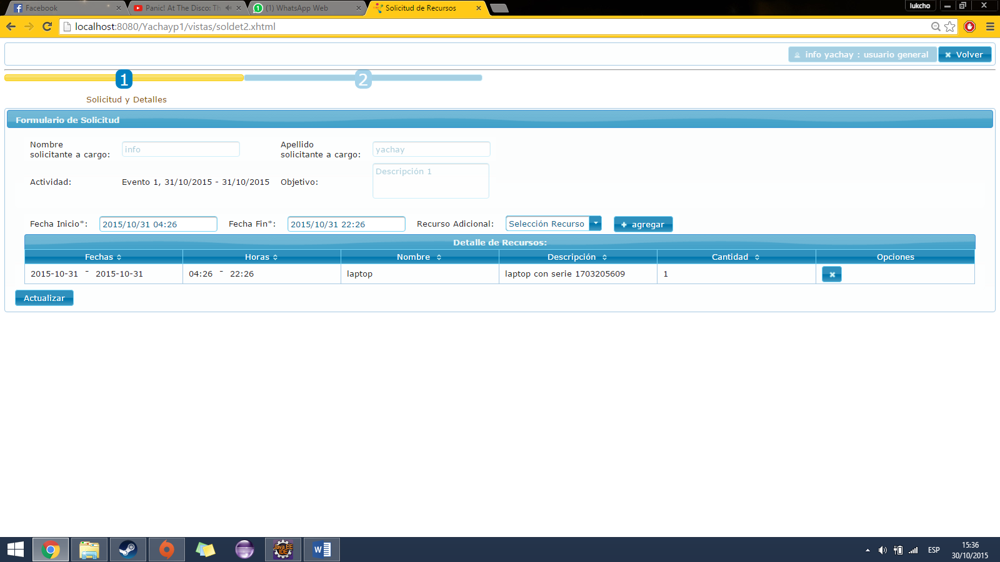 Facebook
Panic! At The Disco: Th
(1) WhatsApp Web
Solicitud de Recursos
lukcho
localhost:8080/Yachayp1/vistas/soldet2.xhtml
info yachay : usuario general
Volver
1
2
Solicitud y Detalles
Formulario de Solicitud
Nombre
solicitante a cargo:
info
Apellido
solicitante a cargo:
yachay
Actividad:
Evento 1, 31/10/2015 - 31/10/2015
Objetivo:
Descripción 1
Fecha Inicio*:
2015/10/31 04:26
Fecha Fin*:
2015/10/31 22:26
Recurso Adicional:
Selección Recurso
agregar
Detalle de Recursos:
Fechas
Horas
Nombre
Descripción
Cantidad
Opciones
2015-10-31 - 2015-10-31
04:26 - 22:26
laptop
laptop con serie 1703205609
1
Actualizar
Java EE
IDE
W
ESP
15:36
30/10/2015